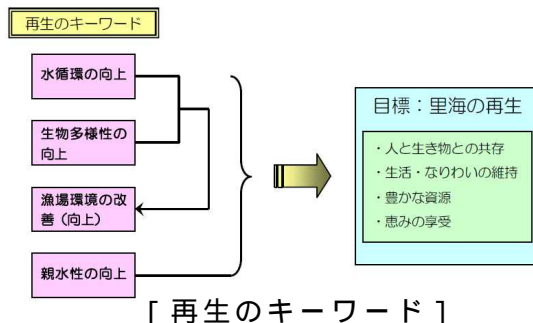 再生のキーワード
水循環の向上
生物多様性の
向上
漁場環境の改
善（向上）
親水性の向上
目標：里海の再生
・人と生き物との共存
・生活・なりわいの維持
・豊かな資源
・恵みの享受
［再生のキーワード］